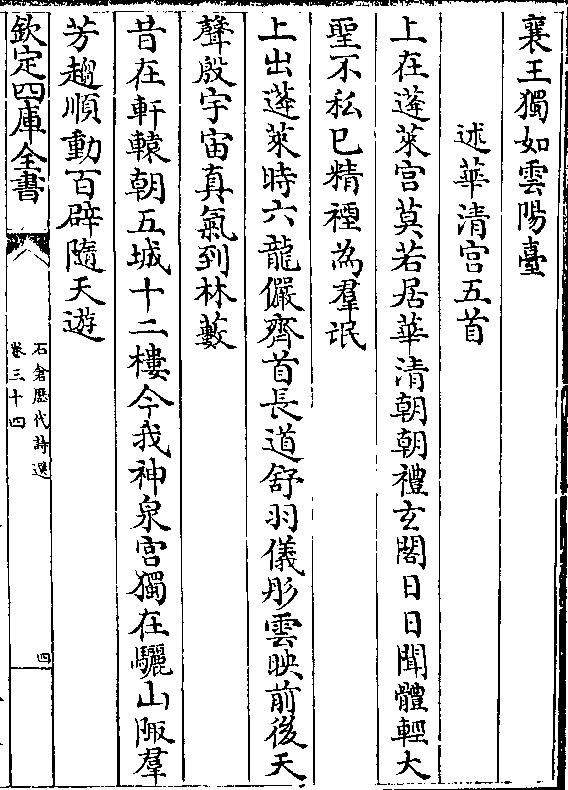 襄王獨如雲陽臺
述華清宫五首
上在蓬萊宫莫若居華清朝朝禮玄閣日日聞體輕大
聖不私已精禋為羣氓
上出蓬萊時六龍儼齊首長道舒羽儀彤雲映前後天
聲殷宇宙真氣到林藪
昔在軒轅朝五城十二樓今我神泉宫獨在驪山陬羣
芳趨順動百辟隨天遊
欽定四庫全書
石倉歷代詩選
卷三十四
四